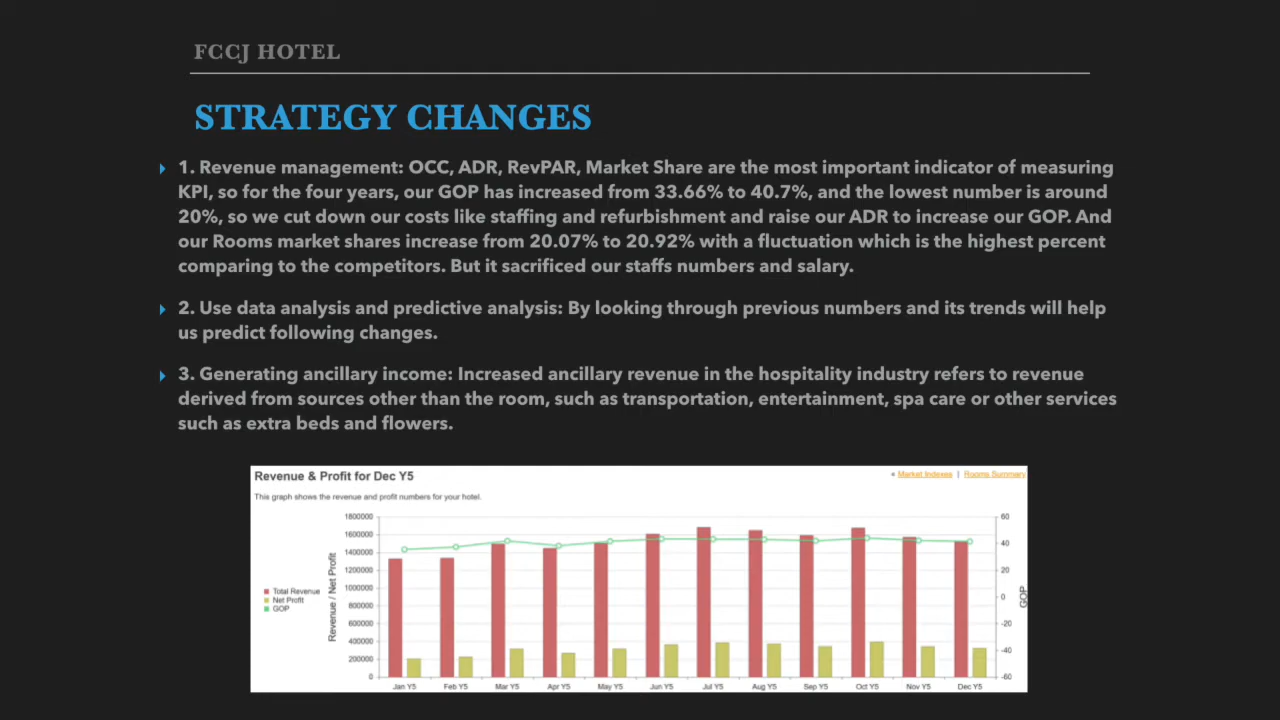 FCCJ HOTEL
STRATEGY CHANGES
1. Revenue management: OCC, ADR, RevPAR, Market Share are the most important indicator of measuring
KPI, so for the four years, our GOP has increased from 33.66% to 40.7%, and the lowest number is around
20%, so we cut down our costs like staffing and refurbishment and raise our ADR to increase our GOP. And
our Rooms market shares increase from 20.07% to 20.92% with a fluctuation which is the highest percent
comparing to the competitors. But it sacrificed our staffs numbers and salary.
2. Use data analysis and predictive analysis: By looking through previous numbers and its trends will help
us predict following changes.
3. Generating ancillary income: Increased ancillary revenue in the hospitality industry refers to revenue
derived from sources other than the room, such as transportation, entertainment, spa care or other services
such as extra beds and flowers.
Revenue & Profit for Dec Y5
Market Indexes | Rooms Summary
This graph shows the revenue and profit numbers for your hotel.
1800000
1600000
1400000
1200000
1000000
800000
600000
400000
200000
0
Revenue / Net Profit
Total Revenue
Net Profit
GOP
60
40
20
0
-20
-40
-60
GOP
Jan Y5 Feb Y5 Mar Y5 Apr Y5 May Y5 Jun Y5 Jul Y5 Aug Y5 Sep Y5 Oct Y5 Nov Y5 Dec Y5